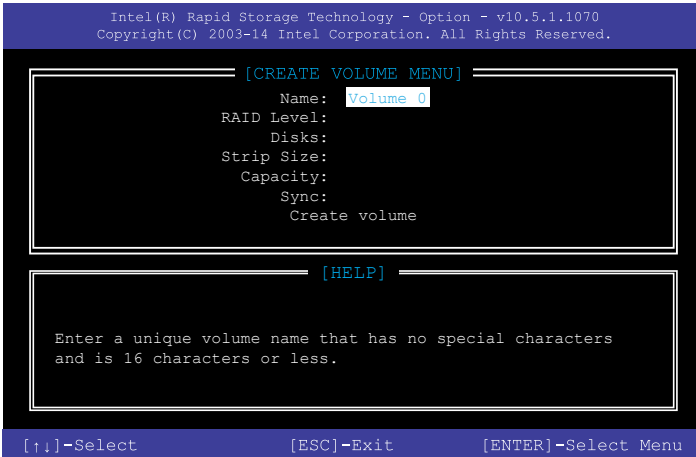 Intel(R) Rapid Storage Technology - Option - v10.5.1.1070
Copyright(C) 2003-14 Intel Corporation. All Rights Reserved.
[CREATE VOLUME MENU]
Name: Volume 0
RAID Level:
Disks:
Strip Size:
Capacity:
Sync:
Create volume
[HELP]
Enter a unique volume name that has no special characters
and is 16 characters or less.
[↑↓]-Select [ESC]-Exit [ENTER]-Select Menu